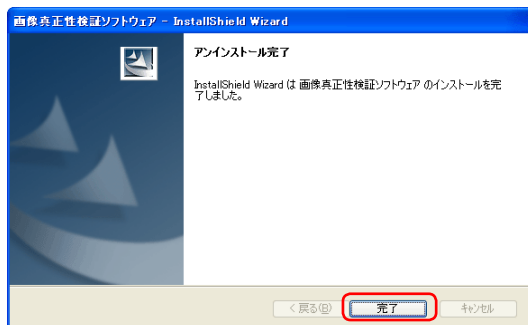 画像真正性検証ソフトウェア - InstallShield Wizard
アンインストール完了
InstallShield Wizard は 画像真正性検証ソフトウェア のインストールを完
了しました。
< 戻る(B)
完了
キャンセル